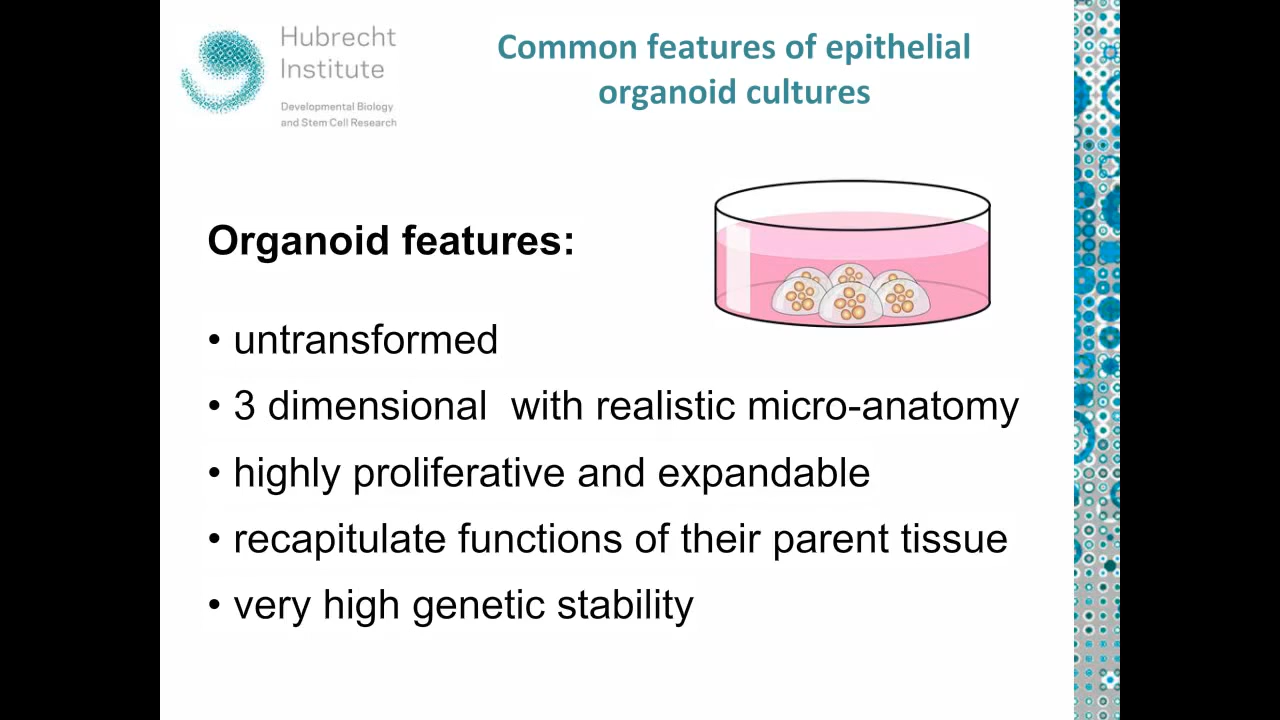 Hubrecht
Institute
Developmental Biology
and Stem Cell Research
Common features of epithelial
organoid cultures
Organoid features:
• untransformed
• 3 dimensional  with realistic micro-anatomy
• highly proliferative and expandable
• recapitulate functions of their parent tissue
• very high genetic stability